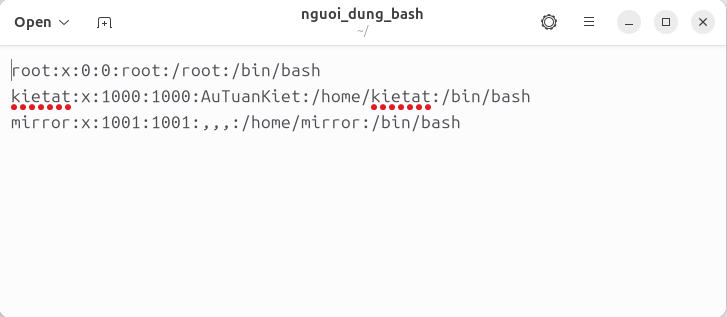 Open
nguoi_dung_bash
~/
root:x:0:0:root:/root:/bin/bash
kietat:x:1000:1000:AuTuanKiet:/home/kietat:/bin/bash
mirror:x:1001:1001:,,,:/home/mirror:/bin/bash